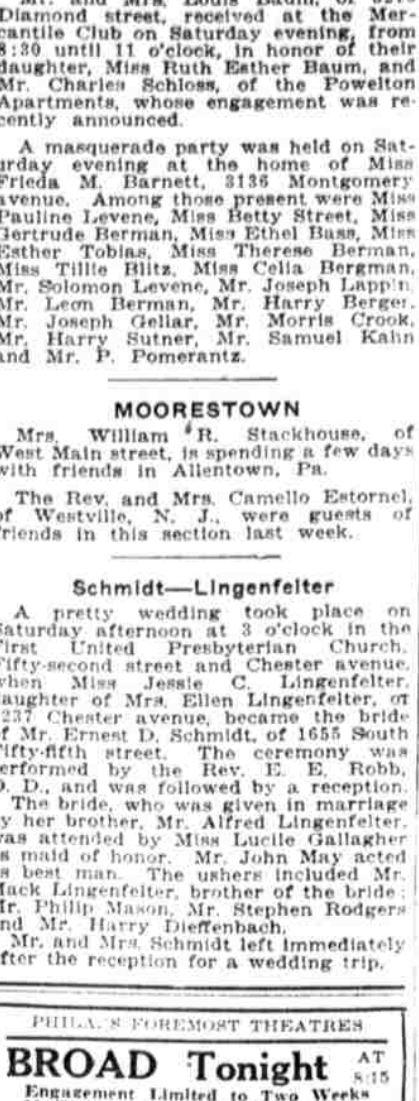 Mr. and Mrs. Louis Baum, of
Diamond street, received at the Mer-
cantile Club on Saturday evening, from
8:30 until 11 o'clock, in honor of their
daughter, Miss Ruth Esther Baum, and
Mr. Charles Schloss, of the Powelton
Apartments, whose engagement was re-
cently announced.
A masquerade party was held on Sat-
urday evening at the home of Miss
Frieda M. Barnett, 3136 Montgomery
avenue. Among those present were Miss
Pauline Levene, Miss Betty Street, Miss
Gertrude Berman, Miss Ethel Bass, Miss
Esther Tobias, Miss Therese Berman,
Miss Tillie Blitz, Miss Celia Bergman,
Mr. Solomon Levene, Mr. Joseph Lappin,
Mr. Leon Berman, Mr. Harry Berger,
Mr. Joseph Gellar, Mr. Morris Crook,
Mr. Harry Sutner, Mr. Samuel Kahn
and Mr. P. Pomerantz.
MOORESTOWN
Mrs. William R. Stackhouse, of
West Main street, is spending a few days
with friends in Allentown, Pa.
The Rev. and Mrs. Camello Estornel,
of Westville, N. J., were guests of
friends in this section last week.
Schmidt—Lingenfelter
A pretty wedding took place on
Saturday afternoon at 3 o'clock in the
First United Presbyterian Church,
Fifty-second street and Chester avenue,
when Miss Jessie C. Lingenfelter,
daughter of Mrs. Ellen Lingenfelter, of
5237 Chester avenue, became the bride
of Mr. Ernest D. Schmidt, of 1655 South
Fifty-fifth street. The ceremony was
performed by the Rev. E. E. Robb,
D. D., and was followed by a reception.
The bride, who was given in marriage
by her brother, Mr. Alfred Lingenfelter,
was attended by Miss Lucile Gallagher
as maid of honor. Mr. John May acted
as best man. The ushers included Mr.
Mack Lingenfelter, brother of the bride;
Mr. Philip Mason, Mr. Stephen Rodgers
and Mr. Harry Dieffenbach.
Mr. and Mrs. Schmidt left immediately
after the reception for a wedding trip.
PHILA.'S FOREMOST THEATRES
BROAD Tonight AT 8:15
Engagement Limited to Two Weeks